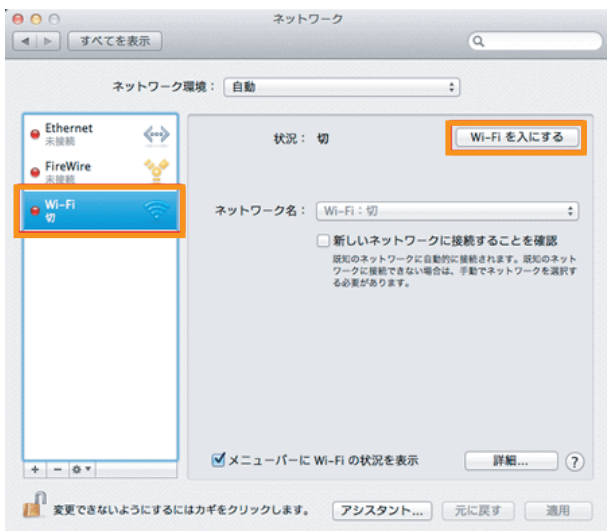 ネットワーク
すべてを表示
ネットワーク環境： 自動
Ethernet
未接続
FireWire
未接続
Wi-Fi
切
状況： 切
Wi-Fi を入にする
ネットワーク名： Wi-Fi：切
新しいネットワークに接続することを確認
既知のネットワークに自動的に接続されます。既知のネット
ワークに接続できない場合は、手動でネットワークを選択す
る必要があります。
メニューバーに Wi-Fi の状況を表示
詳細...
?
変更できないようにするにはカギをクリックします。
アシスタント...
元に戻す
適用